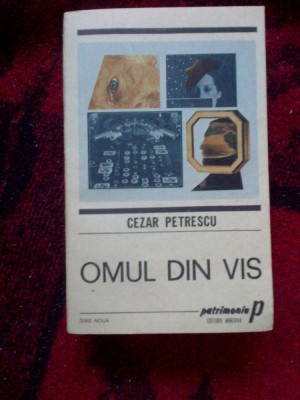 CEZAR PETRESCU
OMUL DIN VIS
patrimoniu P
SERIE NOUĂ EDITURA MINERVA